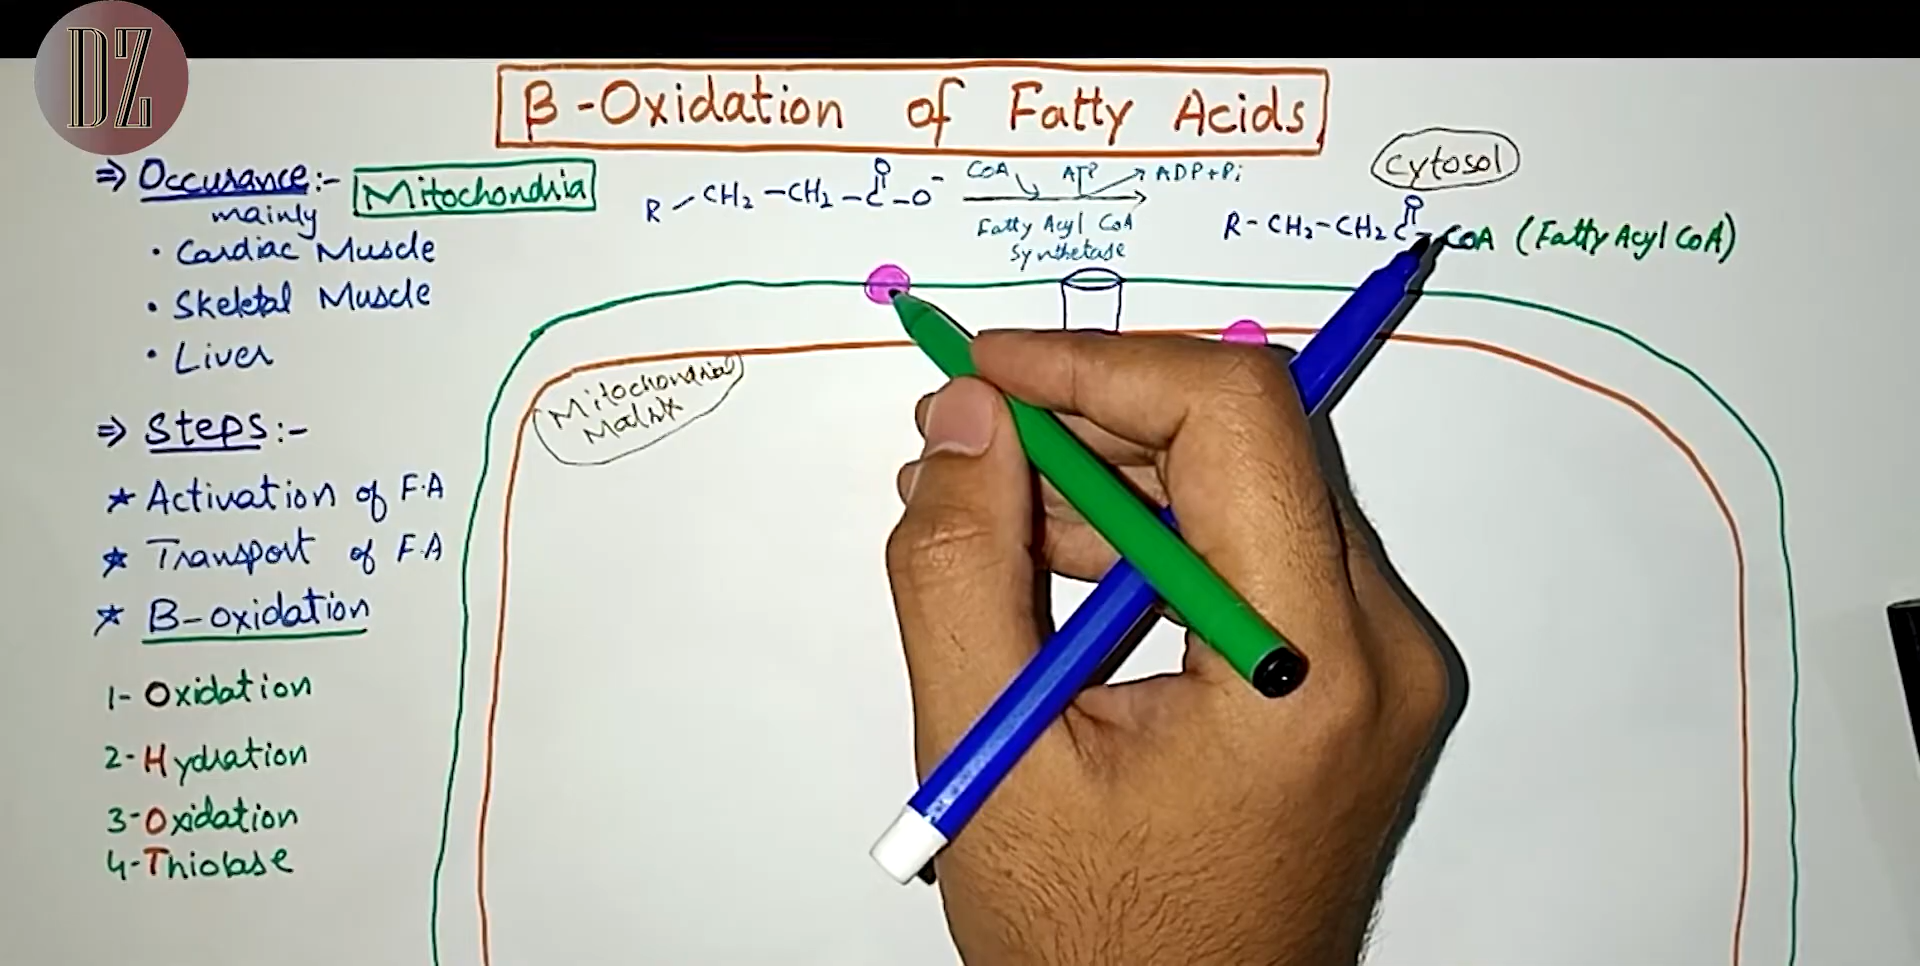 DZ
β-Oxidation of Fatty Acids
⇒ Occurance:- Mitochondria
mainly
• Cardiac Muscle
• Skeletal Muscle
• Liver
R-CH₂-CH₂-C-O⁻
O
CoA ATP ADP+Pi
Fatty Acyl CoA
Synthetase
Cytosol
O
R-CH₂-CH₂C-CoA (Fatty Acyl CoA)
Mitochondrial
Matrix
⇒ Steps:-
* Activation of F.A
* Transport of F.A
* B-oxidation
1- Oxidation
2- Hydration
3- Oxidation
4- Thiolase